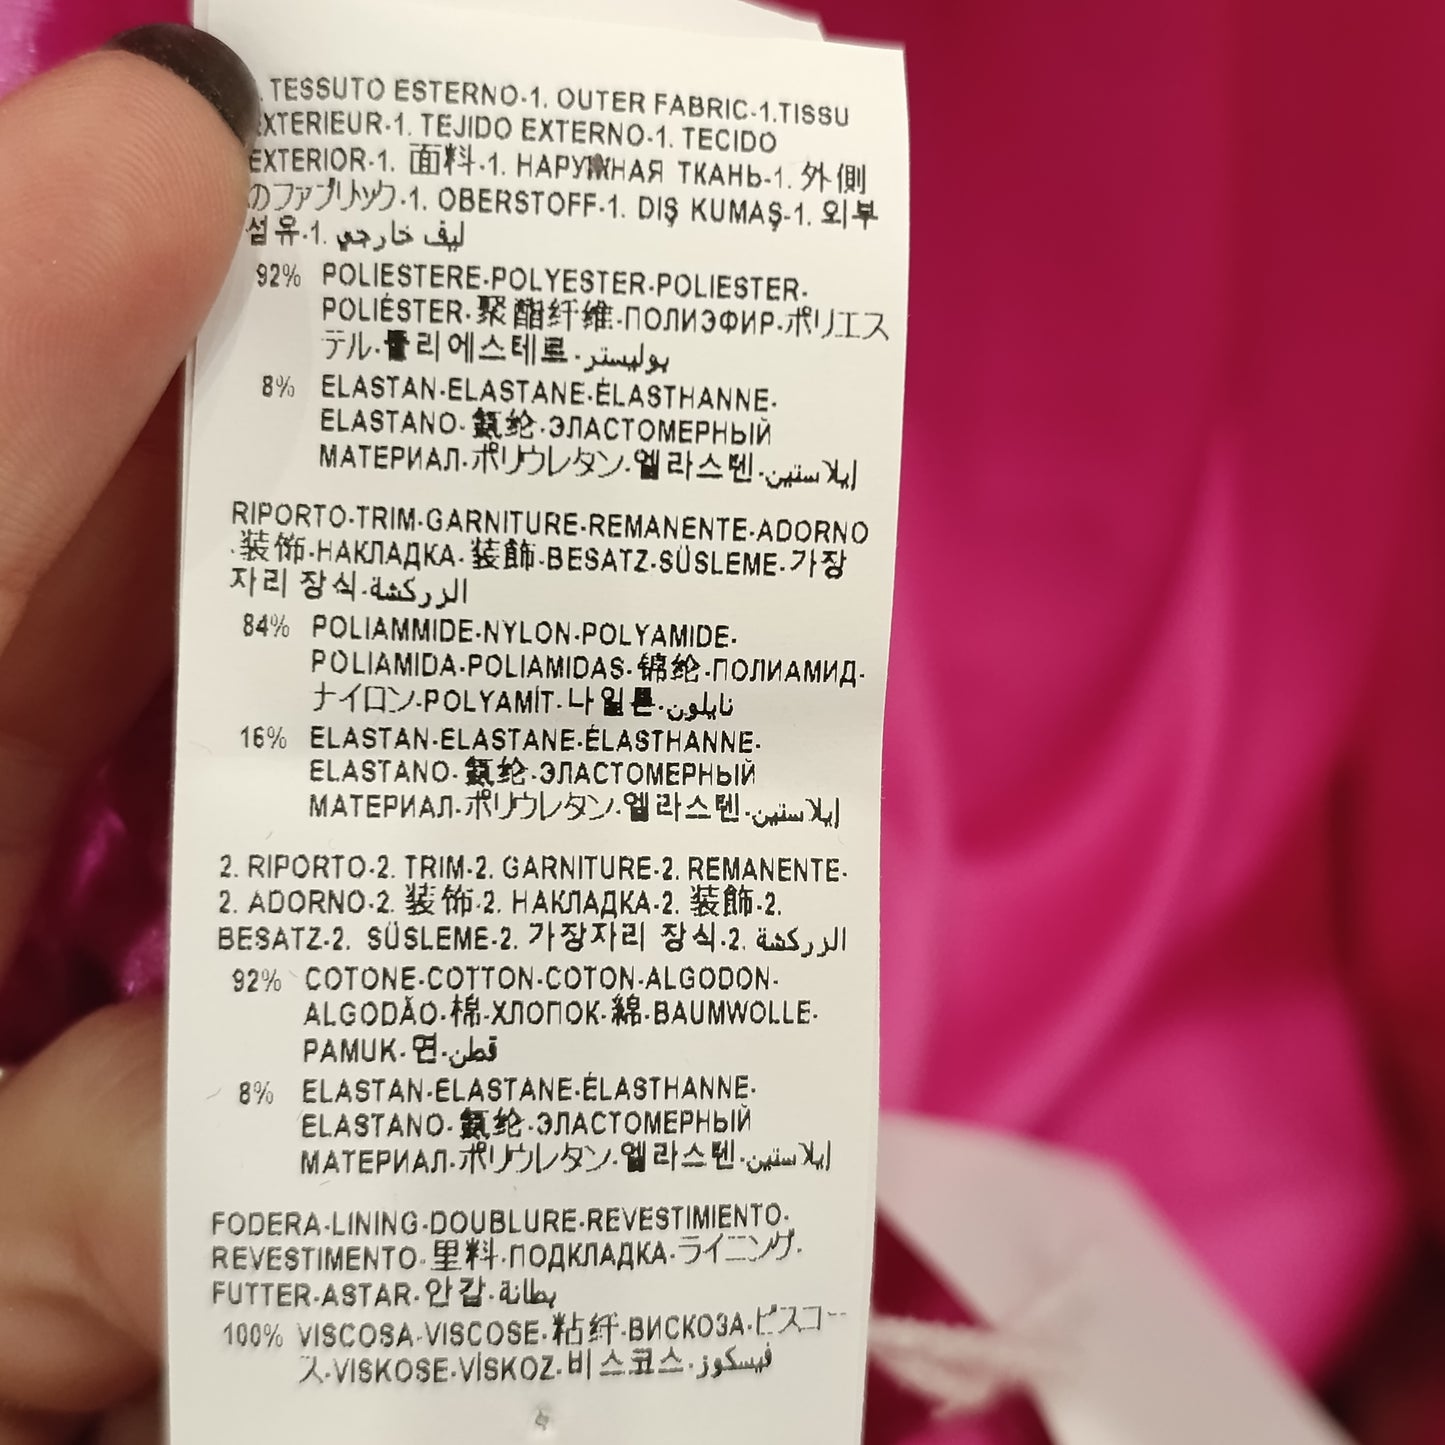 . TESSUTO ESTERNO-1. OUTER FABRIC-1.TISSU
EXTERIEUR-1. TEJIDO EXTERNO-1. TECIDO
EXTERIOR-1. 面料-1. НАРУЖНАЯ ТКАНЬ-1. 外側
のファブリック-1. OBERSTOFF-1. DIŞ KUMAŞ-1. 외부
섬유-1. ليف خارجي
92% POLIESTERE-POLYESTER-POLIESTER-
POLIÉSTER-聚酯纤维-ПОЛИЭФИР-ポリエス
テル-폴리에스테르-بوليستر
8% ELASTAN-ELASTANE-ÉLASTHANNE-
ELASTANO-氨纶-ЭЛАСТОМЕРНЫЙ
МАТЕРИАЛ-ポリウレタン-엘라스텐-إيلاستين
RIPORTO-TRIM-GARNITURE-REMANENTE-ADORNO
-装饰-НАКЛАДКА-装飾-BESATZ-SÜSLEME-가장
자리 장식-الزركشة
84% POLIAMMIDE-NYLON-POLYAMIDE-
POLIAMIDA-POLIAMIDAS-锦纶-ПОЛИАМИД-
ナイロン-POLYAMİT-나일론-نايلون
16% ELASTAN-ELASTANE-ÉLASTHANNE-
ELASTANO-氨纶-ЭЛАСТОМЕРНЫЙ
МАТЕРИАЛ-ポリウレタン-엘라스텐-إيلاستين
2. RIPORTO-2. TRIM-2. GARNITURE-2. REMANENTE-
2. ADORNO-2. 装饰-2. НАКЛАДКА-2. 装飾-2.
BESATZ-2. SÜSLEME-2. 가장자리 장식-2. الزركشة
92% COTONE-COTTON-COTON-ALGODON-
ALGODÃO-棉-ХЛОПОК-綿-BAUMWOLLE-
PAMUK-면-قطن
8% ELASTAN-ELASTANE-ÉLASTHANNE-
ELASTANO-氨纶-ЭЛАСТОМЕРНЫЙ
МАТЕРИАЛ-ポリウレタン-엘라스텐-إيلاستين
FODERA-LINING-DOUBLURE-REVESTIMIENTO-
REVESTIMENTO-里料-ПОДКЛАДКА-ライニング-
FUTTER-ASTAR-안감-بطانة
100% VISCOSA-VISCOSE-粘纤-ВИСКОЗА-ビスコー
ス-VISKOSE-VİSKOZ-비스코스-فيسكوز